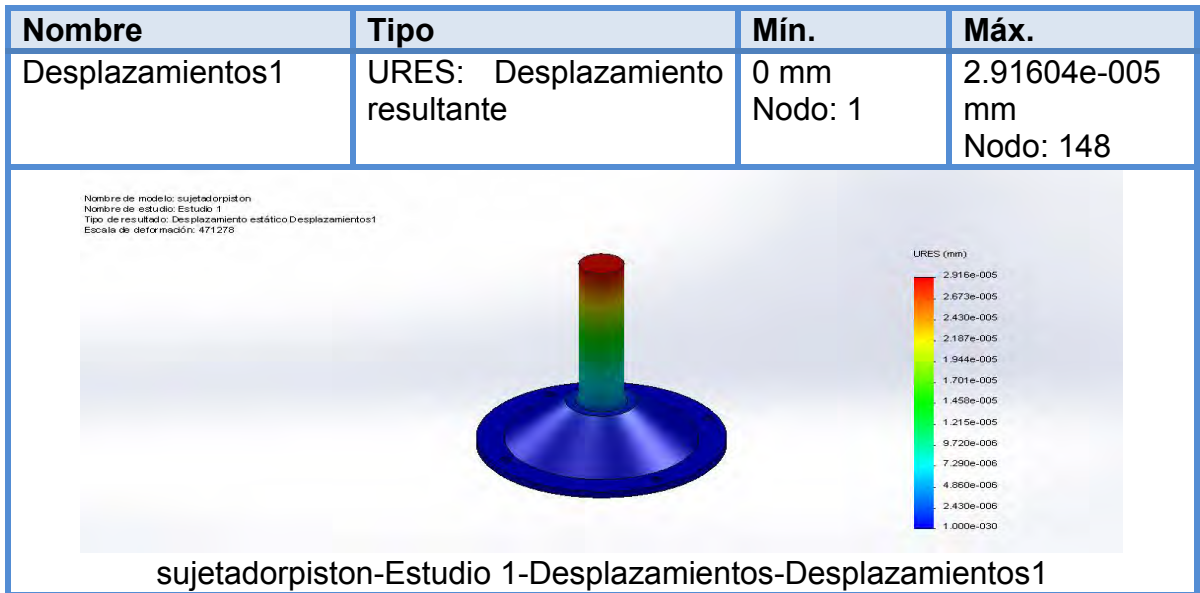 Nombre
Tipo
Mín.
Máx.
Desplazamientos1
URES: Desplazamiento
resultante
0 mm
Nodo: 1
2.91604e-005
mm
Nodo: 148
Nombre de modelo: sujetadorpiston
Nombre de estudio: Estudio 1
Tipo de resultado: Desplazamiento estático Desplazamientos1
Escala de deformación: 471278
URES (mm)
2.916e-005
2.673e-005
2.430e-005
2.187e-005
1.944e-005
1.701e-005
1.458e-005
1.215e-005
9.720e-006
7.290e-006
4.860e-006
2.430e-006
1.000e-030
sujetadorpiston-Estudio 1-Desplazamientos-Desplazamientos1